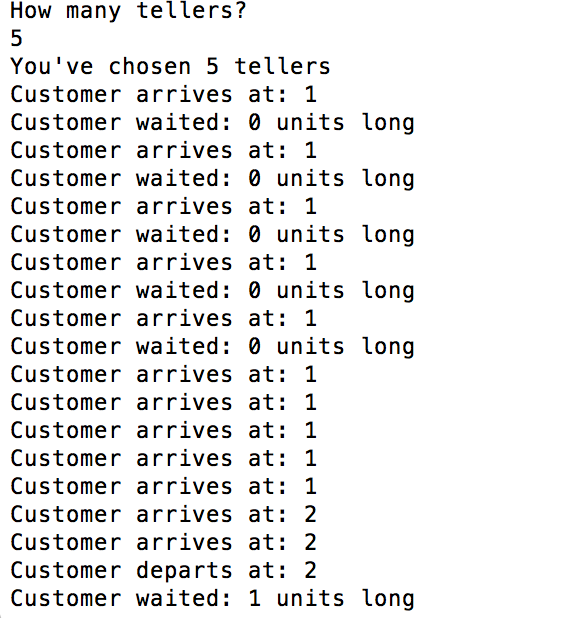 How many tellers?
5
You've chosen 5 tellers
Customer arrives at: 1
Customer waited: 0 units long
Customer arrives at: 1
Customer waited: 0 units long
Customer arrives at: 1
Customer waited: 0 units long
Customer arrives at: 1
Customer waited: 0 units long
Customer arrives at: 1
Customer waited: 0 units long
Customer arrives at: 1
Customer arrives at: 1
Customer arrives at: 1
Customer arrives at: 1
Customer arrives at: 1
Customer arrives at: 2
Customer arrives at: 2
Customer departs at: 2
Customer waited: 1 units long